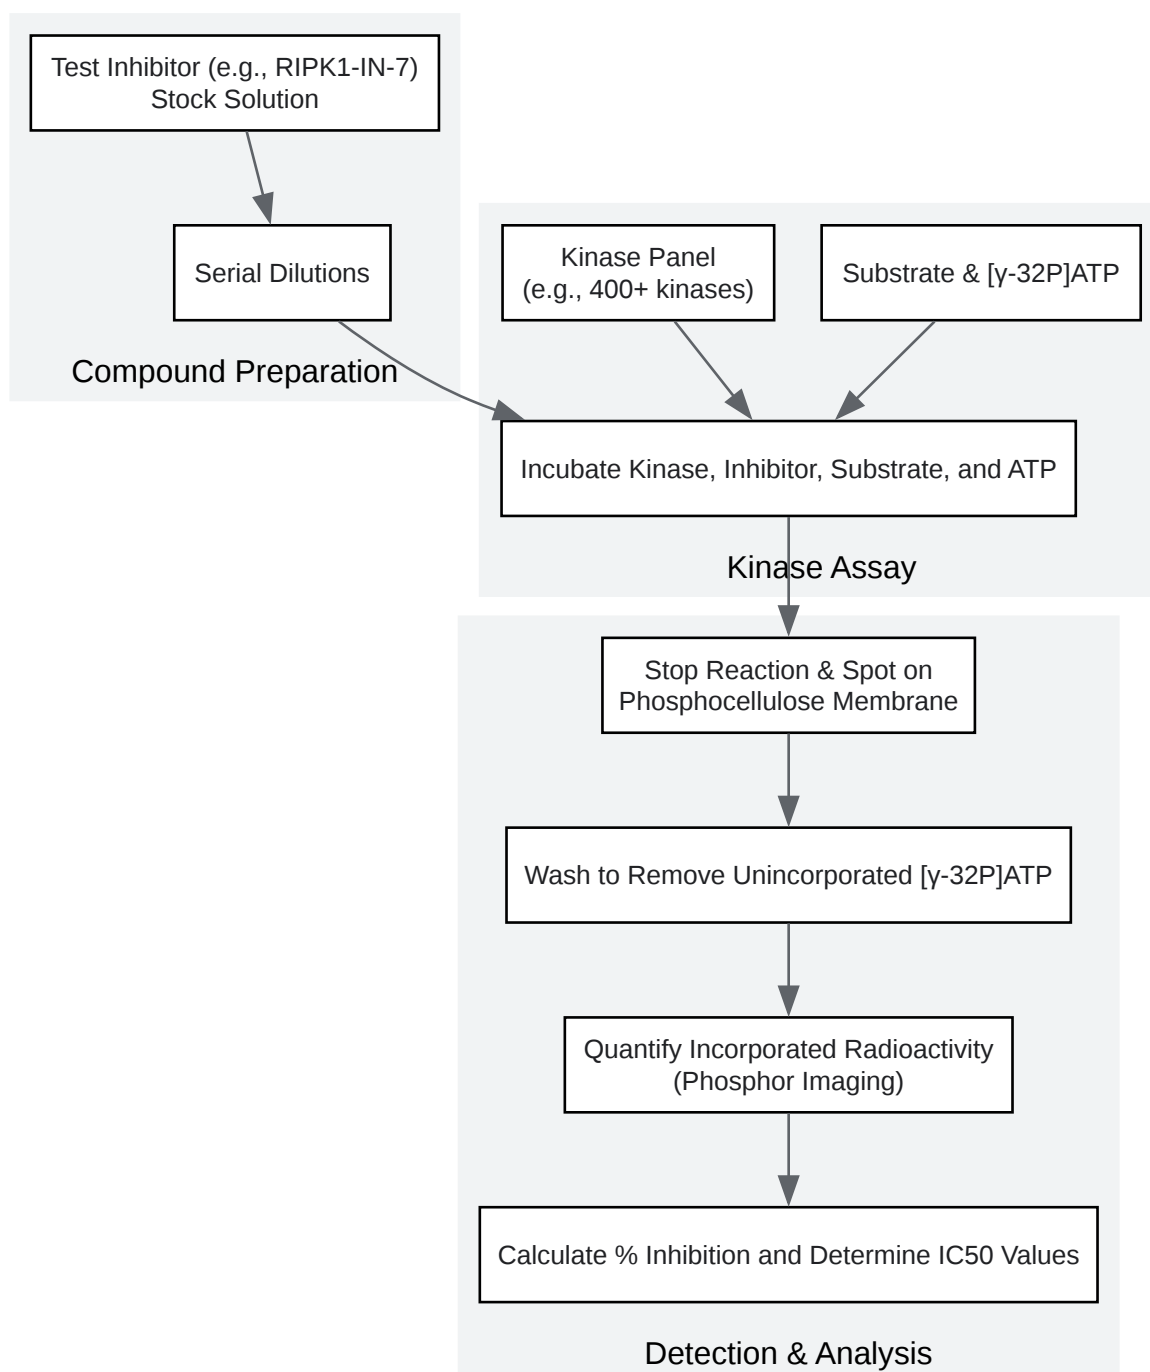 Test Inhibitor (e.g., RIPK1-IN-7)
Stock Solution
Serial Dilutions
Compound Preparation
Kinase Panel
(e.g., 400+ kinases)
Substrate & [γ-32P]ATP
Incubate Kinase, Inhibitor, Substrate, and ATP
Kinase Assay
Stop Reaction & Spot on
Phosphocellulose Membrane
Wash to Remove Unincorporated [γ-32P]ATP
Quantify Incorporated Radioactivity
(Phosphor Imaging)
Calculate % Inhibition and Determine IC50 Values
Detection & Analysis